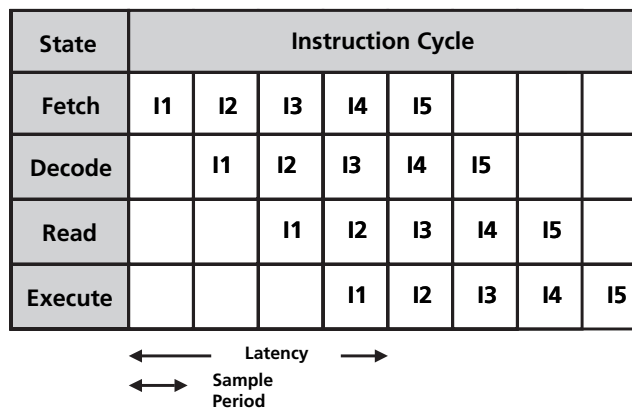 State Instruction Cycle
Fetch I1 I2 I3 I4 I5
Decode I1 I2 I3 I4 I5
Read I1 I2 I3 I4 I5
Execute I1 I2 I3 I4 I5
Latency
Sample
Period